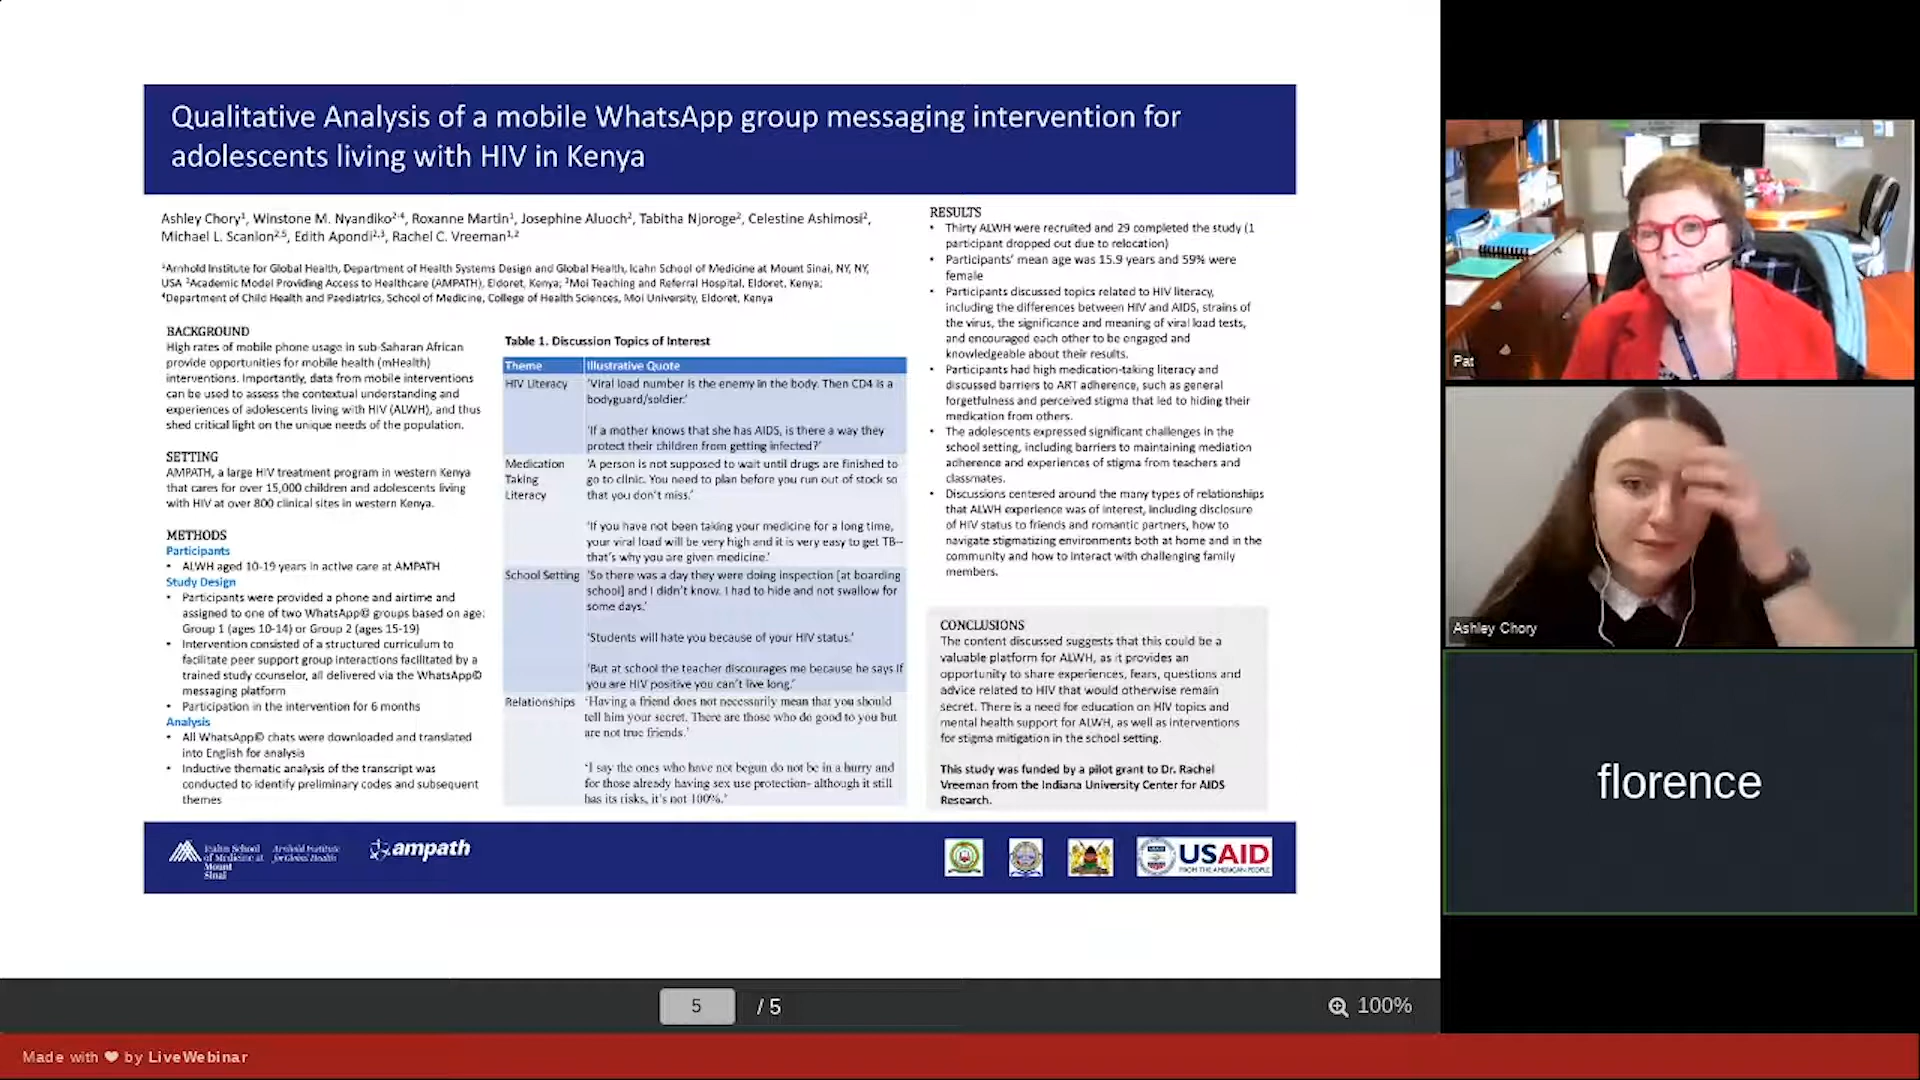 Qualitative Analysis of a mobile WhatsApp group messaging intervention for
adolescents living with HIV in Kenya
Ashley Chory¹, Winstone M. Nyandiko²·⁴, Roxanne Martin¹, Josephine Aluoch², Tabitha Njoroge², Celestine Ashimosi²,
Michael L. Scanlon²·⁵, Edith Apondi²·³, Rachel C. Vreeman¹·²
¹Arnhold Institute for Global Health, Department of Health Systems Design and Global Health, Icahn School of Medicine at Mount Sinai, NY, NY,
USA ²Academic Model Providing Access to Healthcare (AMPATH), Eldoret, Kenya; ³Moi Teaching and Referral Hospital, Eldoret, Kenya;
⁴Department of Child Health and Paediatrics, School of Medicine, College of Health Sciences, Moi University, Eldoret, Kenya
BACKGROUND
High rates of mobile phone usage in sub-Saharan African
provide opportunities for mobile health (mHealth)
interventions. Importantly, data from mobile interventions
can be used to assess the contextual understanding and
experiences of adolescents living with HIV (ALWH), and thus
shed critical light on the unique needs of the population.
SETTING
AMPATH, a large HIV treatment program in western Kenya
that cares for over 15,000 children and adolescents living
with HIV at over 800 clinical sites in western Kenya.
METHODS
Participants
• ALWH aged 10-19 years in active care at AMPATH
Study Design
• Participants were provided a phone and airtime and
assigned to one of two WhatsApp© groups based on age:
Group 1 (ages 10-14) or Group 2 (ages 15-19)
• Intervention consisted of a structured curriculum to
facilitate peer support group interactions facilitated by a
trained study counselor, all delivered via the WhatsApp©
messaging platform
• Participation in the intervention for 6 months
Analysis
• All WhatsApp© chats were downloaded and translated
into English for analysis
• Inductive thematic analysis of the transcript was
conducted to identify preliminary codes and subsequent
themes
Table 1. Discussion Topics of Interest
Theme Illustrative Quote
HIV Literacy 'Viral load number is the enemy in the body. Then CD4 is a
bodyguard/soldier.'
'If a mother knows that she has AIDS, is there a way they
protect their children from getting infected?'
Medication 'A person is not supposed to wait until drugs are finished to
Taking go to clinic. You need to plan before you run out of stock so
Literacy that you don't miss.'
'If you have not been taking your medicine for a long time,
your viral load will be very high and it is very easy to get TB--
that's why you are given medicine.'
School Setting 'So there was a day they were doing inspection [at boarding
school] and I didn't know. I had to hide and not swallow for
some days.'
'Students will hate you because of your HIV status.'
'But at school the teacher discourages me because he says if
you are HIV positive you can't live long.'
Relationships 'Having a friend does not necessarily mean that you should
tell him your secret. There are those who do good to you but
are not true friends.'
'I say the ones who have not begun do not be in a hurry and
for those already having sex use protection- although it still
has its risks, it's not 100%.'
RESULTS
• Thirty ALWH were recruited and 29 completed the study (1
participant dropped out due to relocation)
• Participants' mean age was 15.9 years and 59% were
female
• Participants discussed topics related to HIV literacy,
including the differences between HIV and AIDS, strains of
the virus, the significance and meaning of viral load tests,
and encouraged each other to be engaged and
knowledgeable about their results.
• Participants had high medication-taking literacy and
discussed barriers to ART adherence, such as general
forgetfulness and perceived stigma that led to hiding their
medication from others.
• The adolescents expressed significant challenges in the
school setting, including barriers to maintaining mediation
adherence and experiences of stigma from teachers and
classmates.
• Discussions centered around the many types of relationships
that ALWH experience was of interest, including disclosure
of HIV status to friends and romantic partners, how to
navigate stigmatizing environments both at home and in the
community and how to interact with challenging family
members.
CONCLUSIONS
The content discussed suggests that this could be a
valuable platform for ALWH, as it provides an
opportunity to share experiences, fears, questions and
advice related to HIV that would otherwise remain
secret. There is a need for education on HIV topics and
mental health support for ALWH, as well as interventions
for stigma mitigation in the school setting.
This study was funded by a pilot grant to Dr. Rachel
Vreeman from the Indiana University Center for AIDS
Research.
Icahn School
of Medicine at
Mount
Sinai
Arnhold Institute
for Global Health
ampath
USAID
FROM THE AMERICAN PEOPLE
Pat
Ashley Chory
florence
5 / 5
100%
Made with ❤ by LiveWebinar